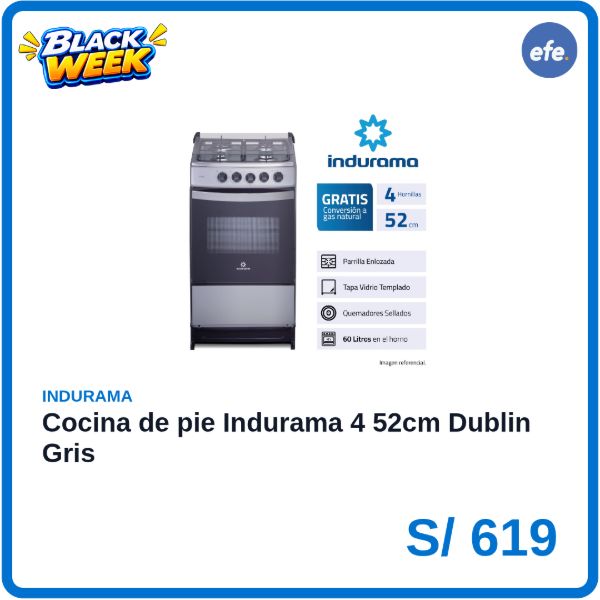 BLACK
WEEK
efe.
indurama
GRATIS
Conversión a
gas natural
4 Hornillas
52 cm
Parrilla Enlozada
Tapa Vidrio Templado
Quemadores Sellados
60 Litros en el horno
indurama
Imagen referencial.
INDURAMA
Cocina de pie Indurama 4 52cm Dublin
Gris
S/ 619